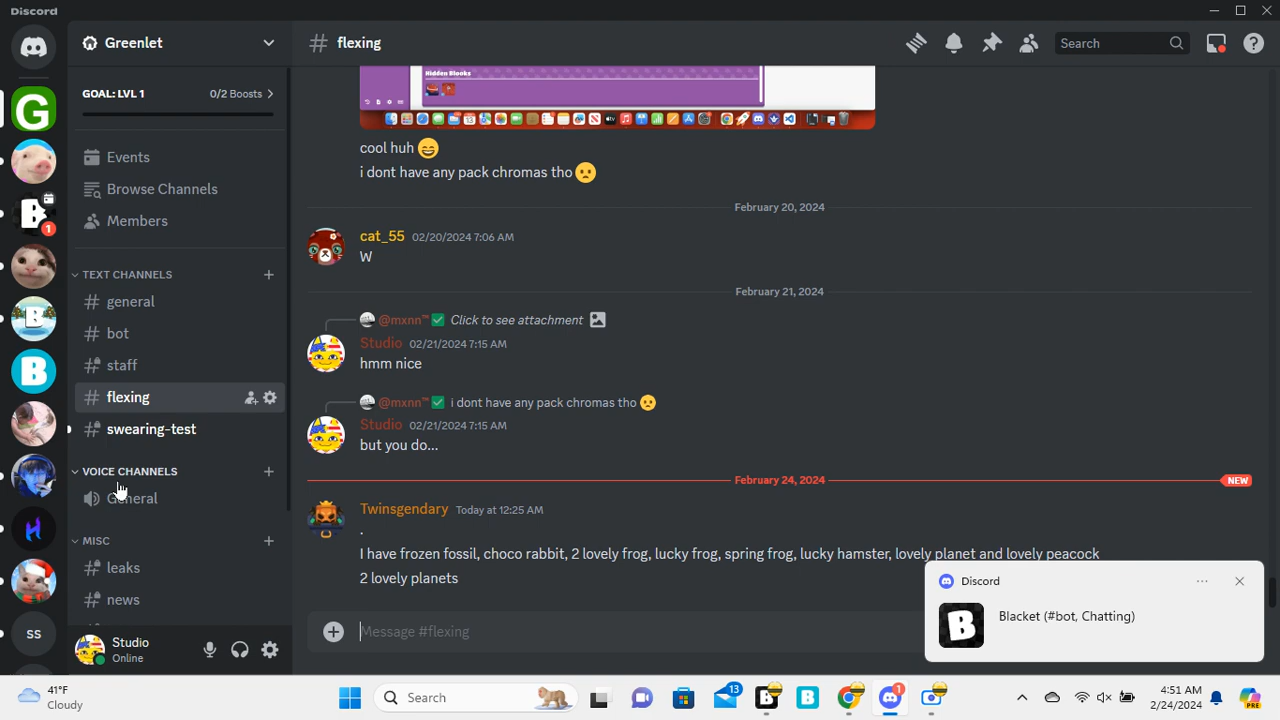 Discord
Greenlet
# flexing
Search
GOAL: LVL 1
0/2 Boosts >
Events
Browse Channels
Members
TEXT CHANNELS
general
bot
staff
flexing
swearing-test
VOICE CHANNELS
General
MISC
leaks
news
Studio
Online
Hidden Blooks
cool huh 😄
i dont have any pack chromas tho 🙁
February 20, 2024
cat_55 02/20/2024 7:06 AM
W
February 21, 2024
@mxnn™ ✅ Click to see attachment
Studio 02/21/2024 7:15 AM
hmm nice
@mxnn™ ✅ i dont have any pack chromas tho 🙁
Studio 02/21/2024 7:15 AM
but you do...
February 24, 2024 NEW
Twinsgendary Today at 12:25 AM
.
I have frozen fossil, choco rabbit, 2 lovely frog, lucky frog, spring frog, lucky hamster, lovely planet and lovely peacock
2 lovely planets
Message #flexing
Discord
Blacket (#bot, Chatting)
G
B
1
B
B
H
SS
B
41°F
Cloudy
Search
13
B
B
1
4:51 AM
2/24/2024
PRE